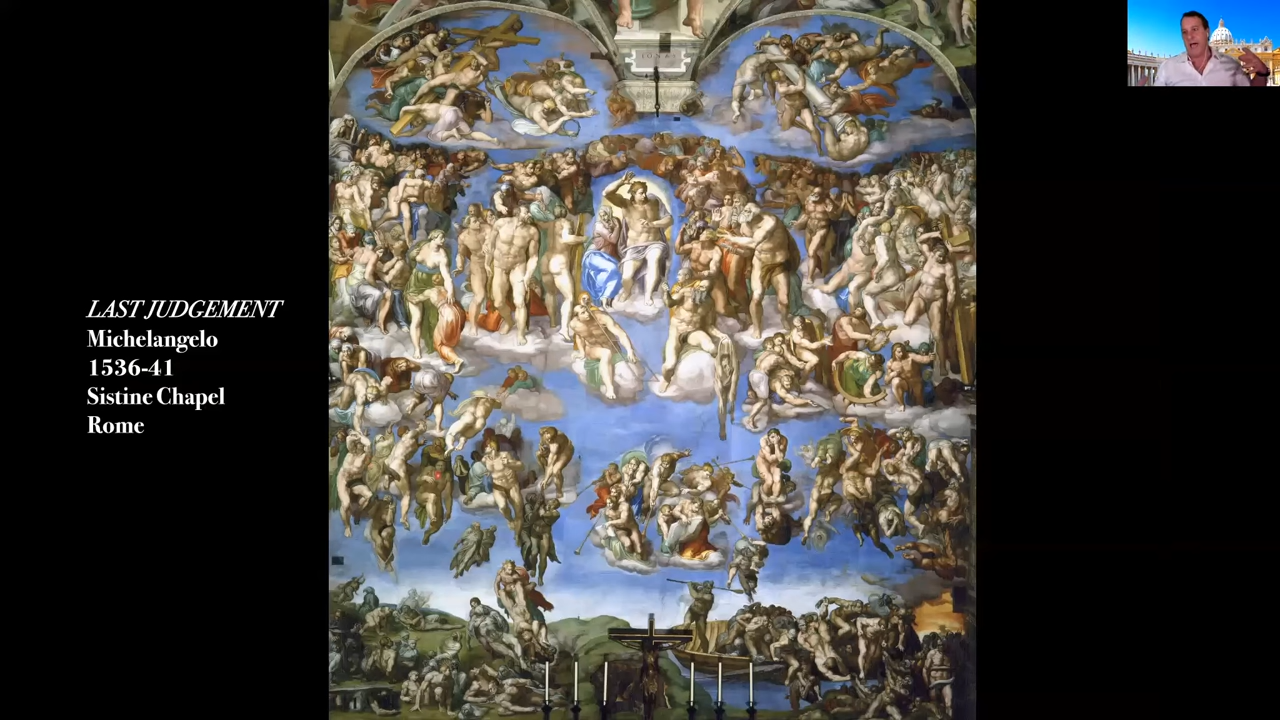 LAST JUDGEMENT
Michelangelo
1536-41
Sistine Chapel
Rome